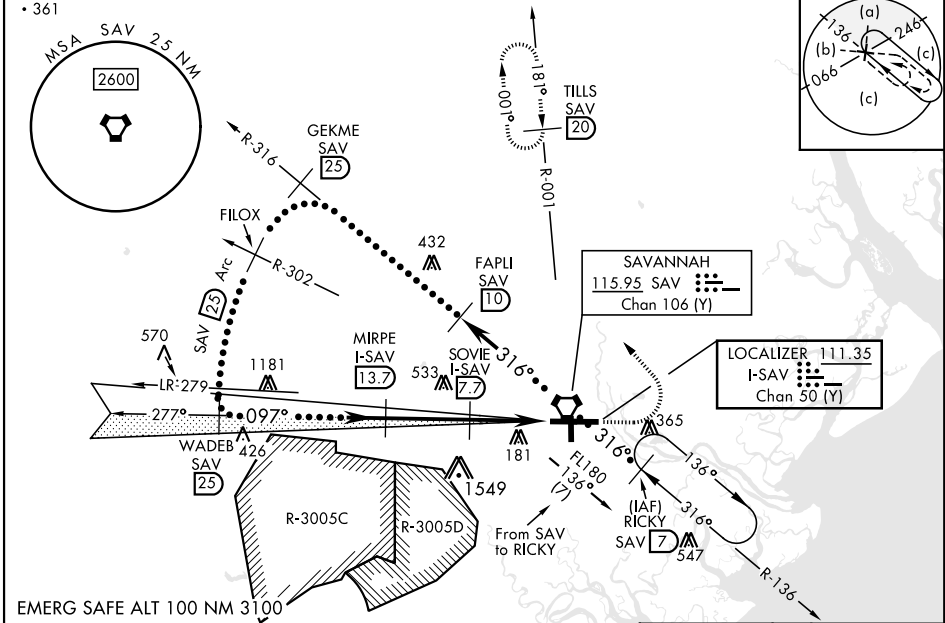 • 361
MSA SAV 25 NM
2600
GEKME
SAV
25
R-316
FILOX
R-302
SAV 25 Arc
432
FAPLI
SAV
10
181°
001°
TILLS
SAV
20
R-001
(a)
136
246
(b)
(c)
066
(c)
SAVANNAH
115.95 SAV
Chan 106 (Y)
LOCALIZER 111.35
I-SAV
Chan 50 (Y)
570
LR-279
1181
MIRPE
I-SAV
13.7
533
SOVIE
I-SAV
7.7
316°
277°
097°
WADEB
SAV
25
426
181
365
316°
FL180
136°
(7)
From SAV
to RICKY
136°
316°
(IAF)
RICKY
SAV 7
547
R-136
1549
R-3005C
R-3005D
EMERG SAFE ALT 100 NM 3100